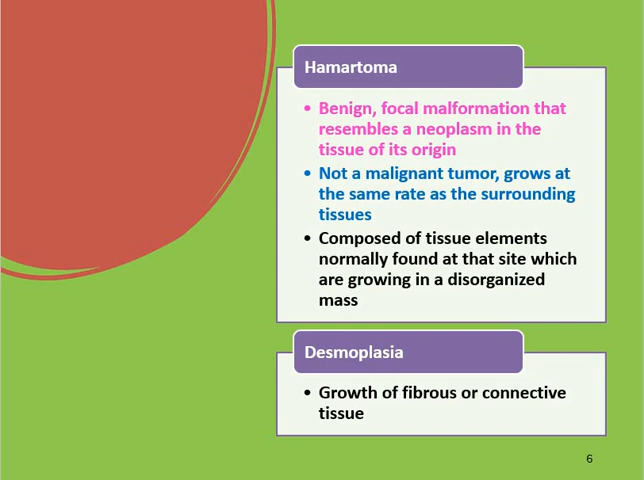 Hamartoma
• Benign, focal malformation that
resembles a neoplasm in the
tissue of its origin
• Not a malignant tumor, grows at
the same rate as the surrounding
tissues
• Composed of tissue elements
normally found at that site which
are growing in a disorganized
mass
Desmoplasia
• Growth of fibrous or connective
tissue
6